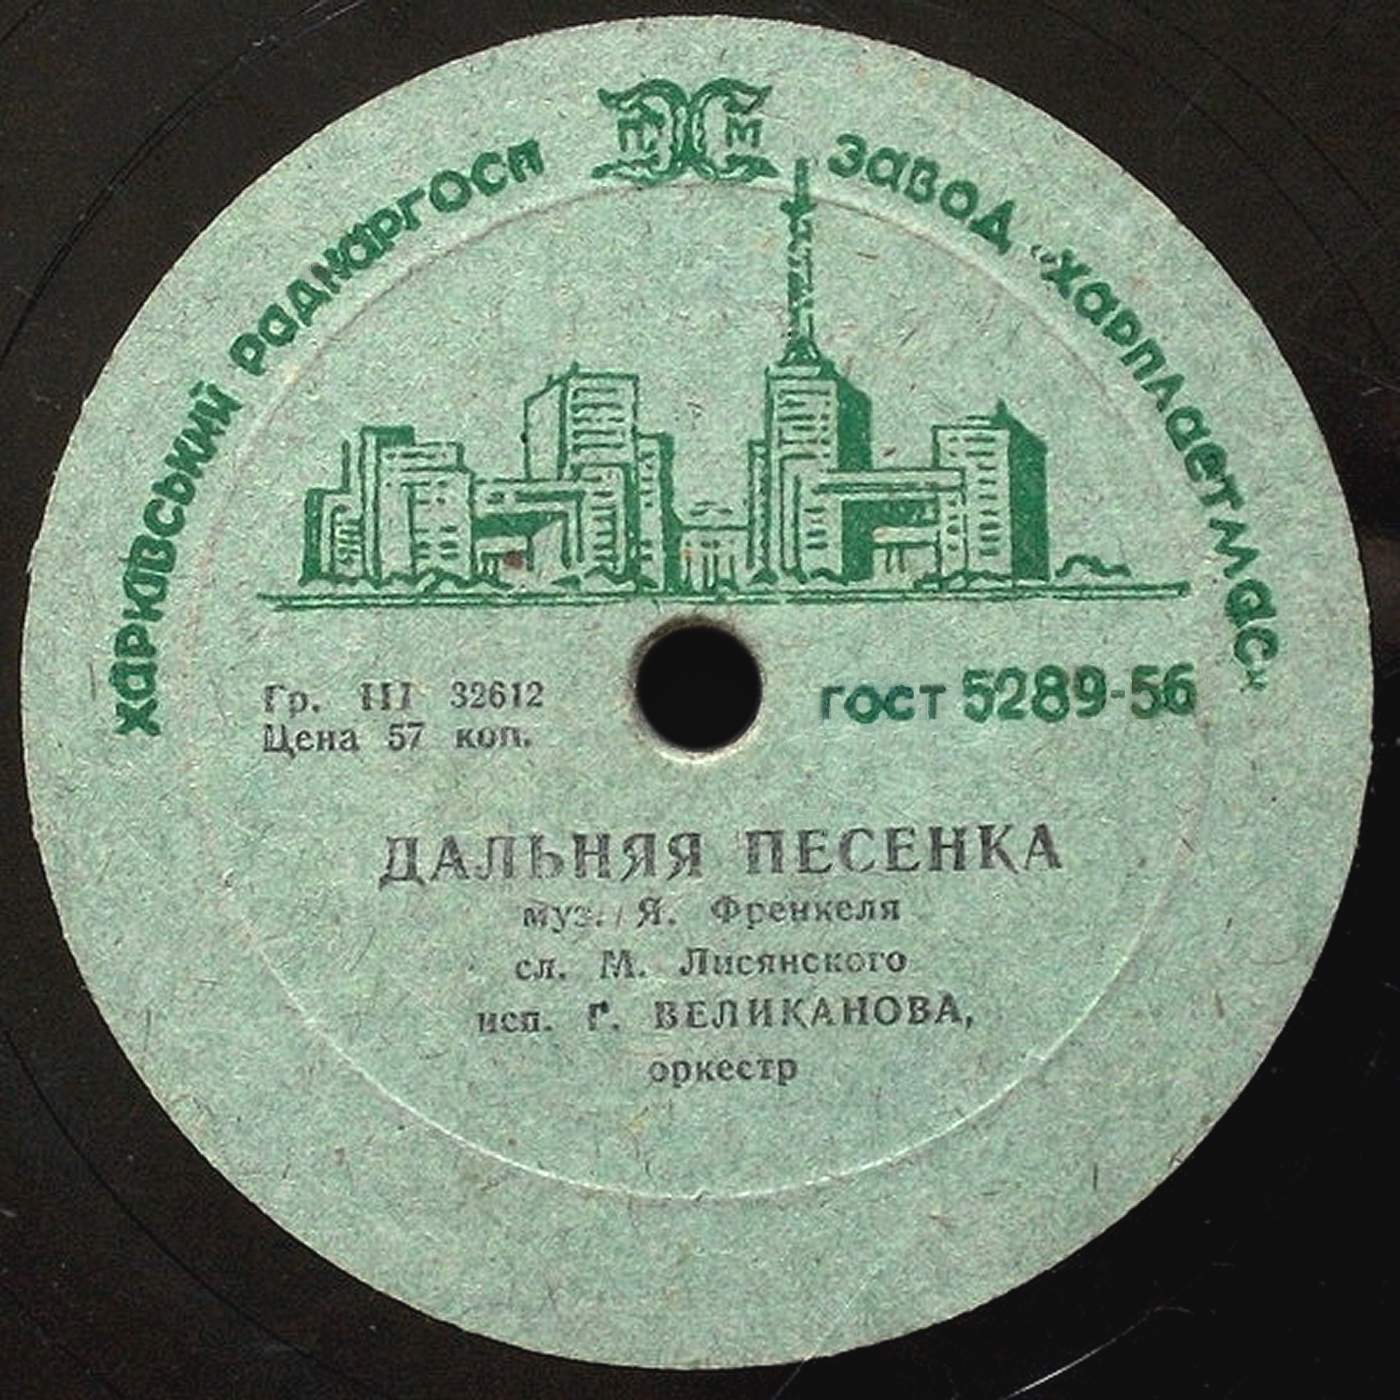 ХАРКІВСЬКИЙ РАДНАРГОСП
ЗАВОД „ХАРПЛАСТМАС"
Гр. III 32612
Цена 57 коп.
ГОСТ 5289-56
ДАЛЬНЯЯ ПЕСЕНКА
муз. Я. Френкеля
сл. М. Лисянского
исп. Г. ВЕЛИКАНОВА,
оркестр